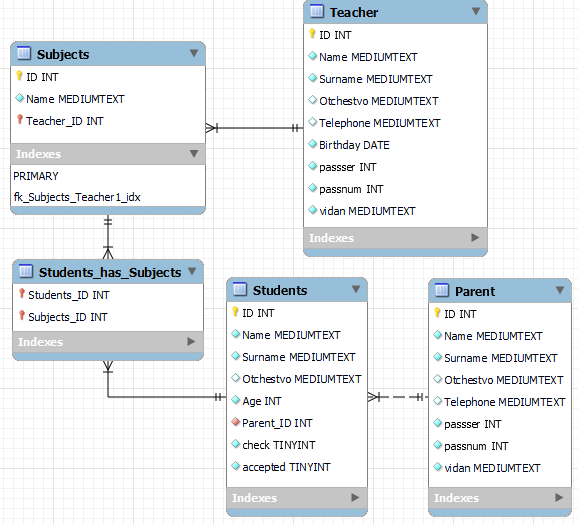 Teacher
ID INT
Name MEDIUMTEXT
Surname MEDIUMTEXT
Otchestvo MEDIUMTEXT
Telephone MEDIUMTEXT
Birthday DATE
passser INT
passnum INT
vidan MEDIUMTEXT
Indexes
Subjects
ID INT
Name MEDIUMTEXT
Teacher_ID INT
Indexes
PRIMARY
fk_Subjects_Teacher1_idx
Students_has_Subjects
Students_ID INT
Subjects_ID INT
Indexes
Students
ID INT
Name MEDIUMTEXT
Surname MEDIUMTEXT
Otchestvo MEDIUMTEXT
Age INT
Parent_ID INT
check TINYINT
accepted TINYINT
Indexes
Parent
ID INT
Name MEDIUMTEXT
Surname MEDIUMTEXT
Otchestvo MEDIUMTEXT
Telephone MEDIUMTEXT
passser INT
passnum INT
vidan MEDIUMTEXT
Indexes